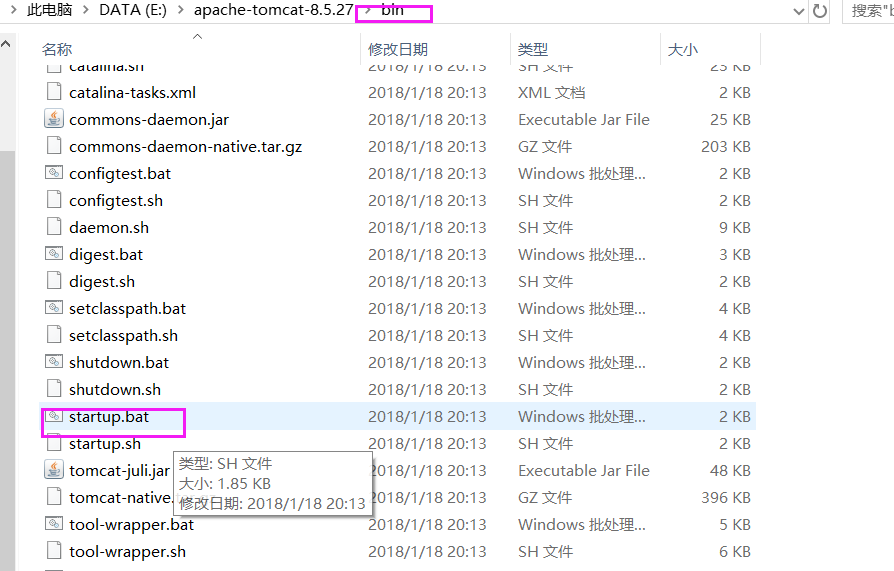 此电脑 > DATA (E:) > apache-tomcat-8.5.27 > bin 搜索"b
名称 修改日期 类型 大小
catalina.sh 2018/1/18 20:13 SH 文件 23 KB
catalina-tasks.xml 2018/1/18 20:13 XML 文档 2 KB
commons-daemon.jar 2018/1/18 20:13 Executable Jar File 25 KB
commons-daemon-native.tar.gz 2018/1/18 20:13 GZ 文件 203 KB
configtest.bat 2018/1/18 20:13 Windows 批处理... 2 KB
configtest.sh 2018/1/18 20:13 SH 文件 2 KB
daemon.sh 2018/1/18 20:13 SH 文件 9 KB
digest.bat 2018/1/18 20:13 Windows 批处理... 3 KB
digest.sh 2018/1/18 20:13 SH 文件 2 KB
setclasspath.bat 2018/1/18 20:13 Windows 批处理... 4 KB
setclasspath.sh 2018/1/18 20:13 SH 文件 4 KB
shutdown.bat 2018/1/18 20:13 Windows 批处理... 2 KB
shutdown.sh 2018/1/18 20:13 SH 文件 2 KB
startup.bat 2018/1/18 20:13 Windows 批处理... 2 KB
startup.sh 2018/1/18 20:13 SH 文件 2 KB
tomcat-juli.jar 2018/1/18 20:13 Executable Jar File 48 KB
tomcat-native. 2018/1/18 20:13 GZ 文件 396 KB
tool-wrapper.bat 2018/1/18 20:13 Windows 批处理... 5 KB
tool-wrapper.sh 2018/1/18 20:13 SH 文件 6 KB
类型: SH 文件
大小: 1.85 KB
修改日期: 2018/1/18 20:13